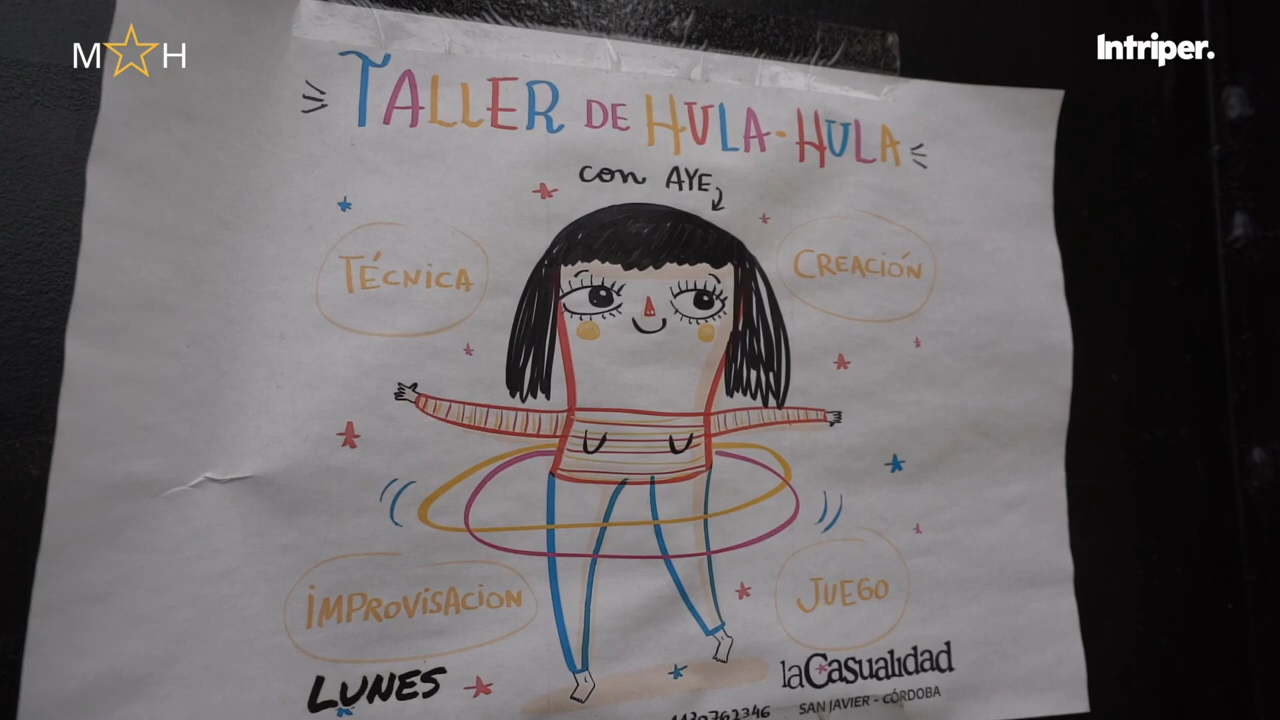 M H
Intriper.
TALLER DE HULA-HULA
con AYE
TÉCNICA
CREACIÓN
IMPROVISACION
JUEGO
LUNES
laCasualidad
SAN JAVIER - CÓRDOBA